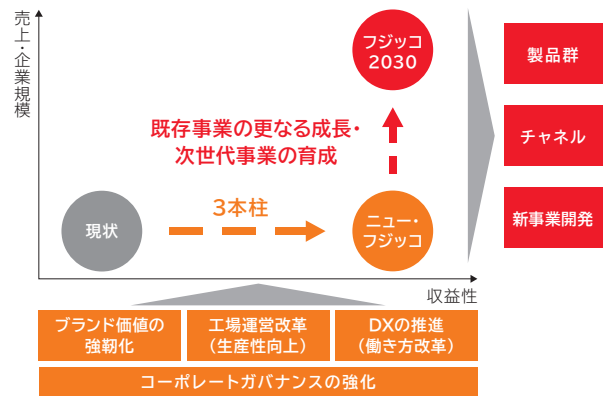 売上・企業規模
フジッコ
2030
製品群
既存事業の更なる成長・
次世代事業の育成
チャネル
3本柱
現状
ニュー・
フジッコ
新事業開発
収益性
ブランド価値の
強靭化
工場運営改革
（生産性向上）
DXの推進
（働き方改革）
コーポレートガバナンスの強化